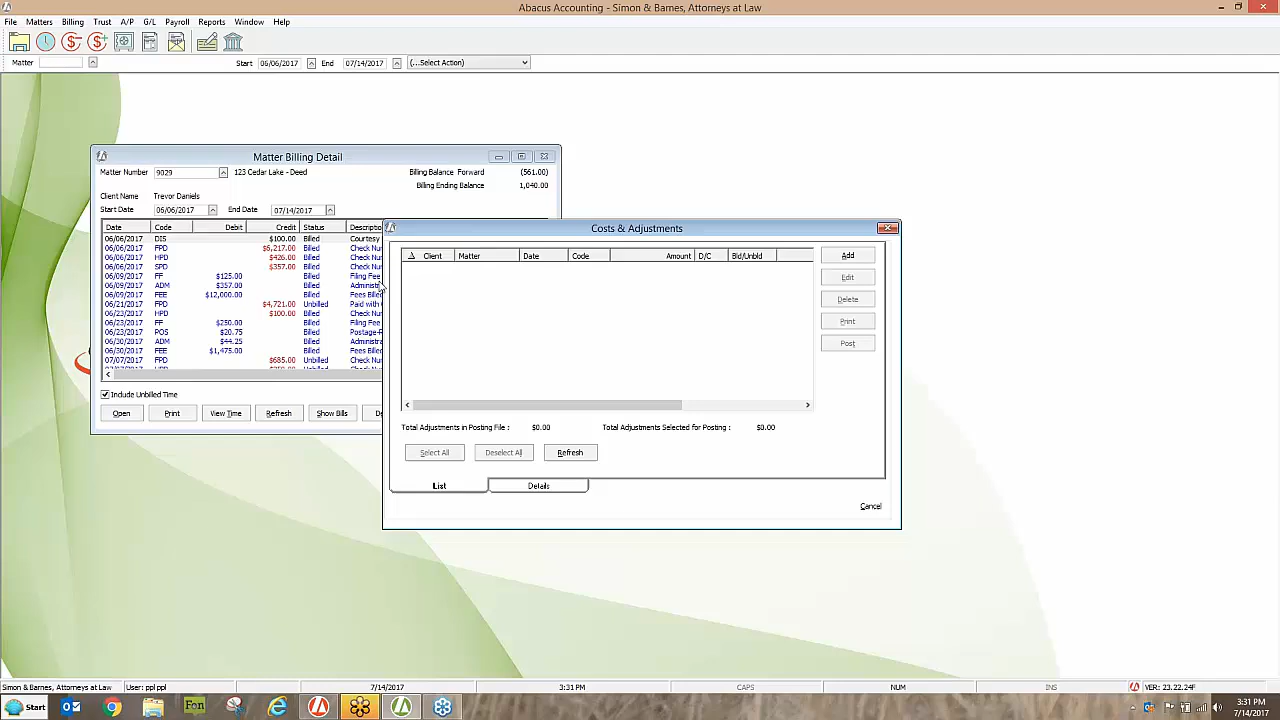 Abacus Accounting - Simon & Barnes, Attorneys at Law
File Matters Billing Trust A/P G/L Payroll Reports Window Help
Matter Start 06/06/2017 End 07/14/2017 (...Select Action)
Matter Billing Detail
Matter Number 9029 123 Cedar Lake - Deed Billing Balance Forward (561.00)
Billing Ending Balance 1,040.00
Client Name Trevor Daniels
Start Date 06/06/2017 End Date 07/14/2017
Date Code Debit Credit Status Descriptio
06/06/2017 DIS $100.00 Billed Courtesy
06/09/2017 FPD $6,217.00 Billed Check Nu
06/09/2017 HPD $426.00 Billed Check Nu
06/09/2017 SPD $357.00 Billed Check Nu
06/09/2017 FF $125.00 Billed Filing Fee
06/09/2017 ADM $357.00 Billed Administr
06/09/2017 FEE $12,000.00 Billed Fees Bille
06/21/2017 FPD $4,721.00 Unbilled Paid with
06/23/2017 HPD $100.00 Billed Check Nu
06/23/2017 FF $250.00 Billed Filing Fee
06/23/2017 POS $20.75 Billed Postage-F
06/30/2017 ADM $44.25 Billed Administra
06/30/2017 FEE $1,475.00 Billed Fees Bille
07/07/2017 FPD $685.00 Unbilled Check Nu
Include Unbilled Time
Open Print View Time Refresh Show Bills
Costs & Adjustments
Client Matter Date Code Amount D/C Bld/Unbld
Add
Edit
Delete
Print
Post
Total Adjustments in Posting File : $0.00 Total Adjustments Selected for Posting : $0.00
Select All Deselect All Refresh
List Details
Cancel
Simon & Barnes, Attorneys at Law User: ppl ppl 7/14/2017 3:31 PM CAPS NUM INS VER: 23.22.24F
Start Fen 3:31 PM
7/14/2017